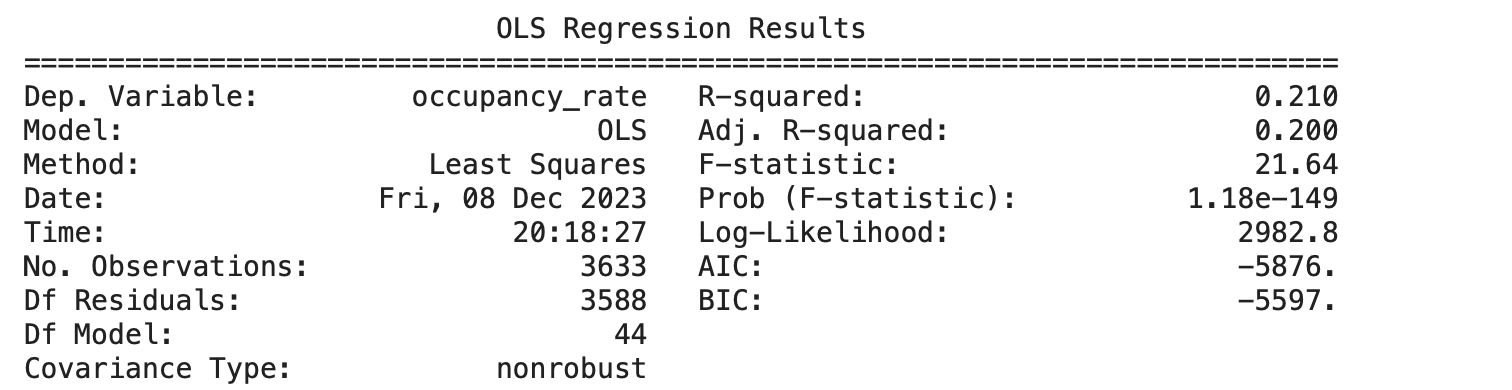 OLS Regression Results
==============================================================================
Dep. Variable: occupancy_rate R-squared: 0.210
Model: OLS Adj. R-squared: 0.200
Method: Least Squares F-statistic: 21.64
Date: Fri, 08 Dec 2023 Prob (F-statistic): 1.18e-149
Time: 20:18:27 Log-Likelihood: 2982.8
No. Observations: 3633 AIC: -5876.
Df Residuals: 3588 BIC: -5597.
Df Model: 44
Covariance Type: nonrobust